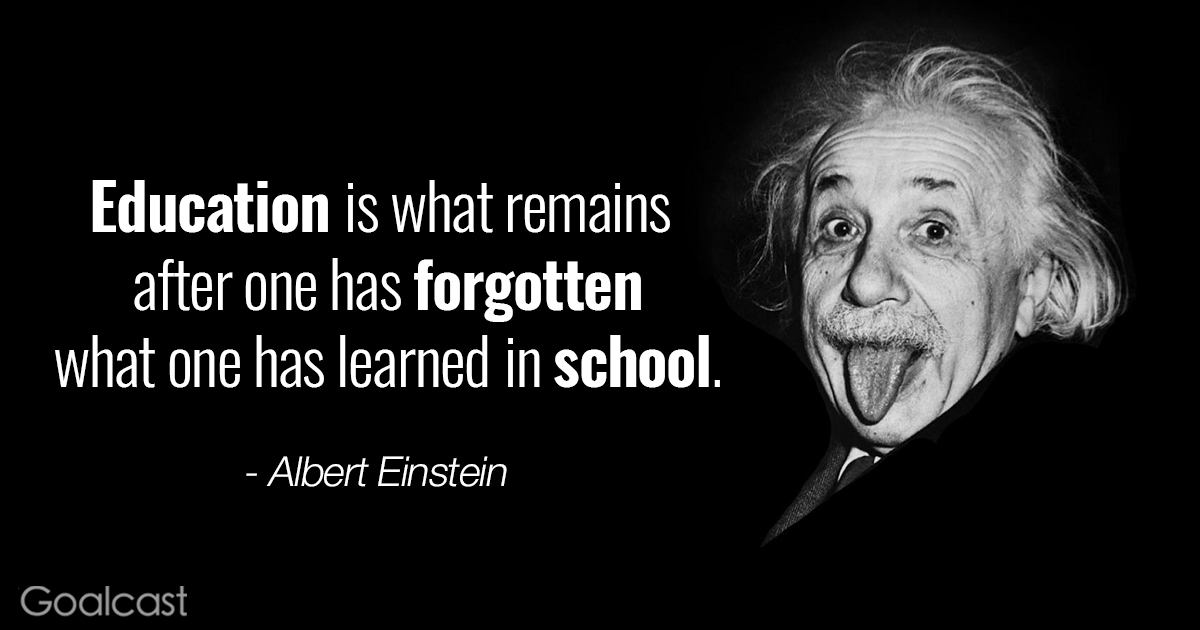 Education is what remains
after one has forgotten
what one has learned in school.
- Albert Einstein
Goalcast